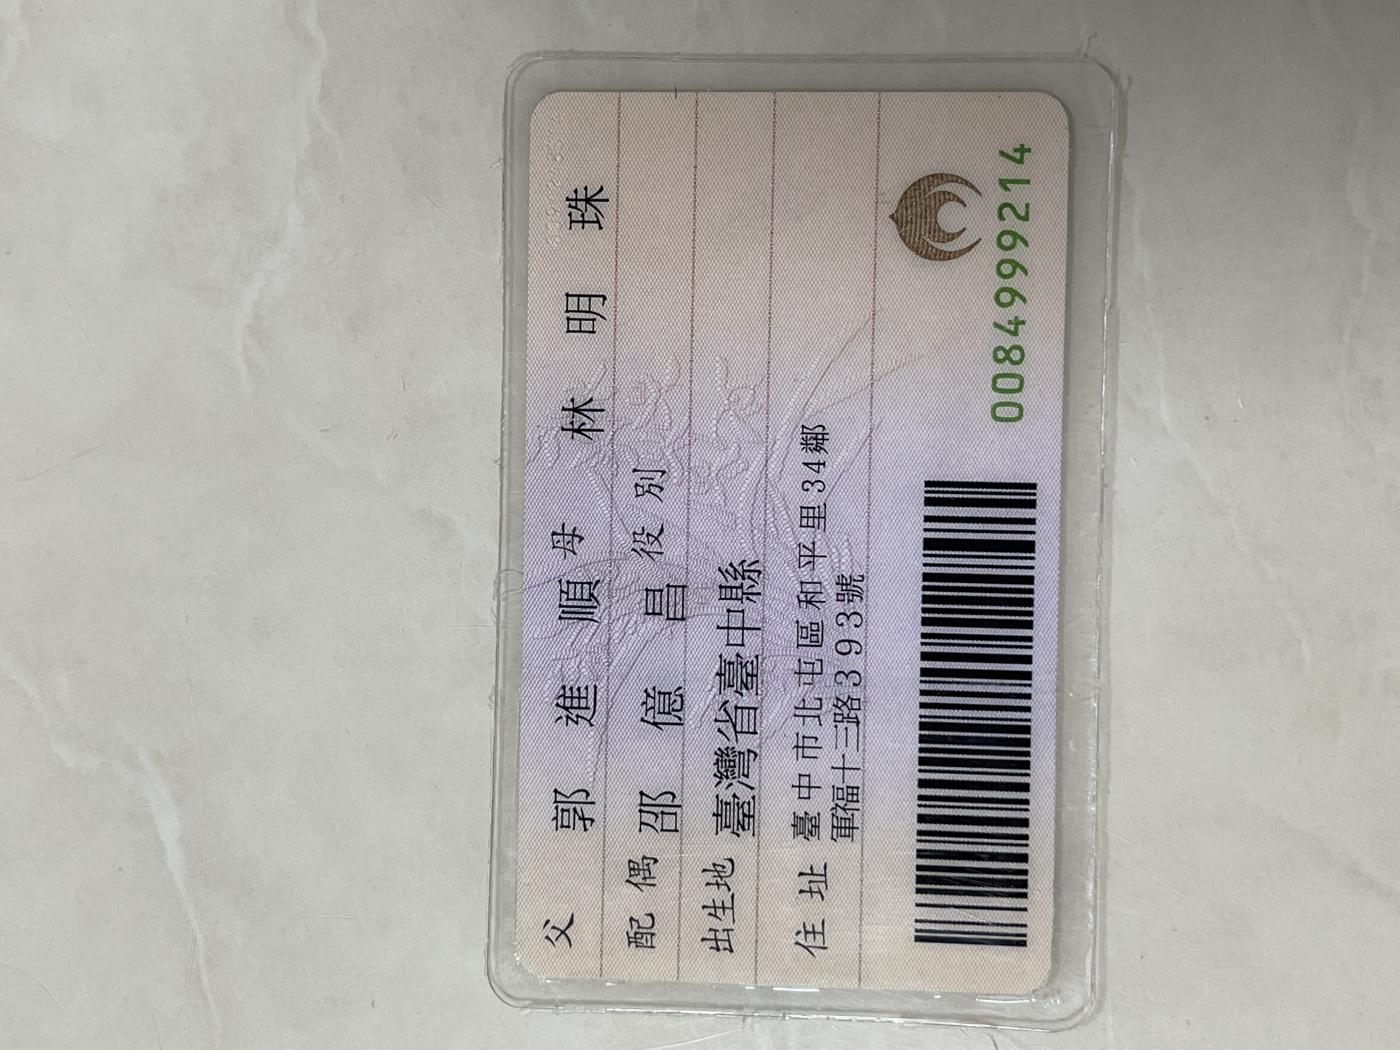 父 郭進順 母 林明珠
配偶 邵億昌 役別
出生地 臺灣省臺中縣
住址 臺中市北屯區和平里34鄰
軍福十三路393號
0084999214